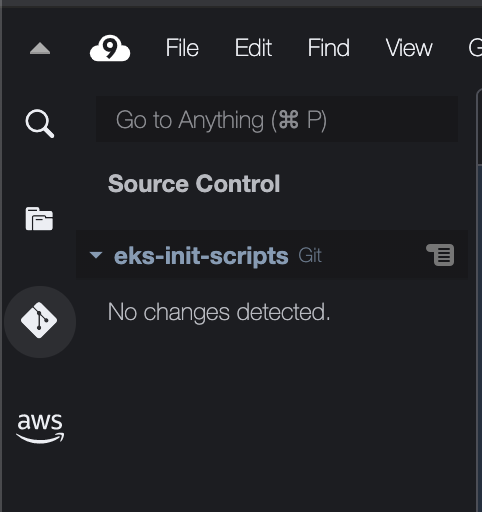 9 File Edit Find View
Go to Anything (⌘ P)
Source Control
eks-init-scripts Git
No changes detected.
aws